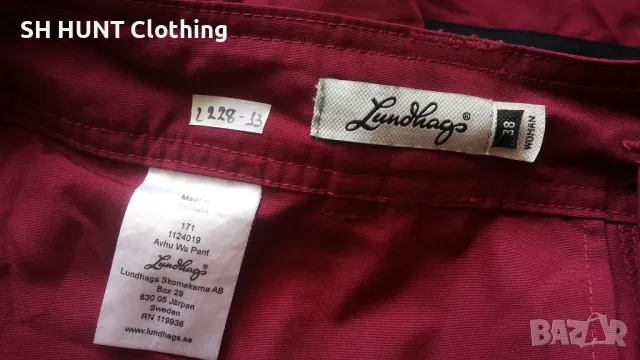 SH HUNT Clothing
Lundhags®
38
WOMAN
2228-13
Made in
Vietnam
171
1124019
Avhu Ws Pant
Lundhags
Lundhags Skomakarna AB
Box 29
830 05 Järpen
Sweden
RN 119936
www.lundhags.se
BAZAR